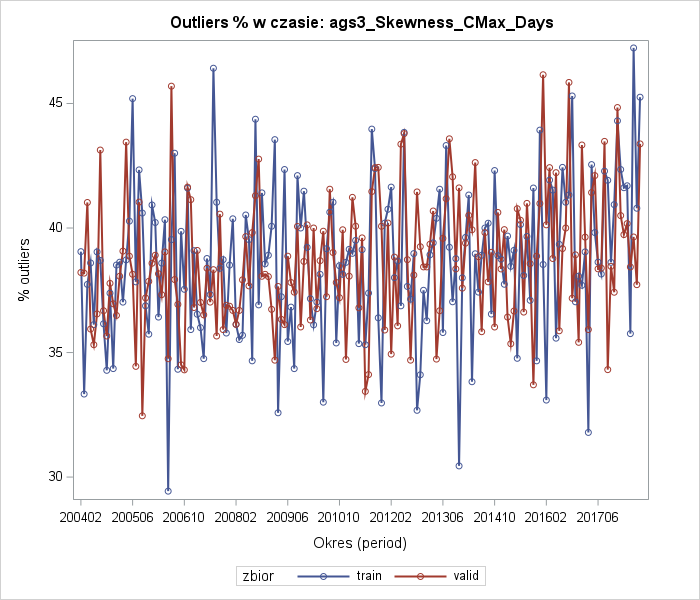 Outliers % w czasie: ags3_Skewness_CMax_Days
% outliers
45
40
35
30
200402 200506 200610 200802 200906 201010 201202 201306 201410 201602 201706
Okres (period)
zbior train valid